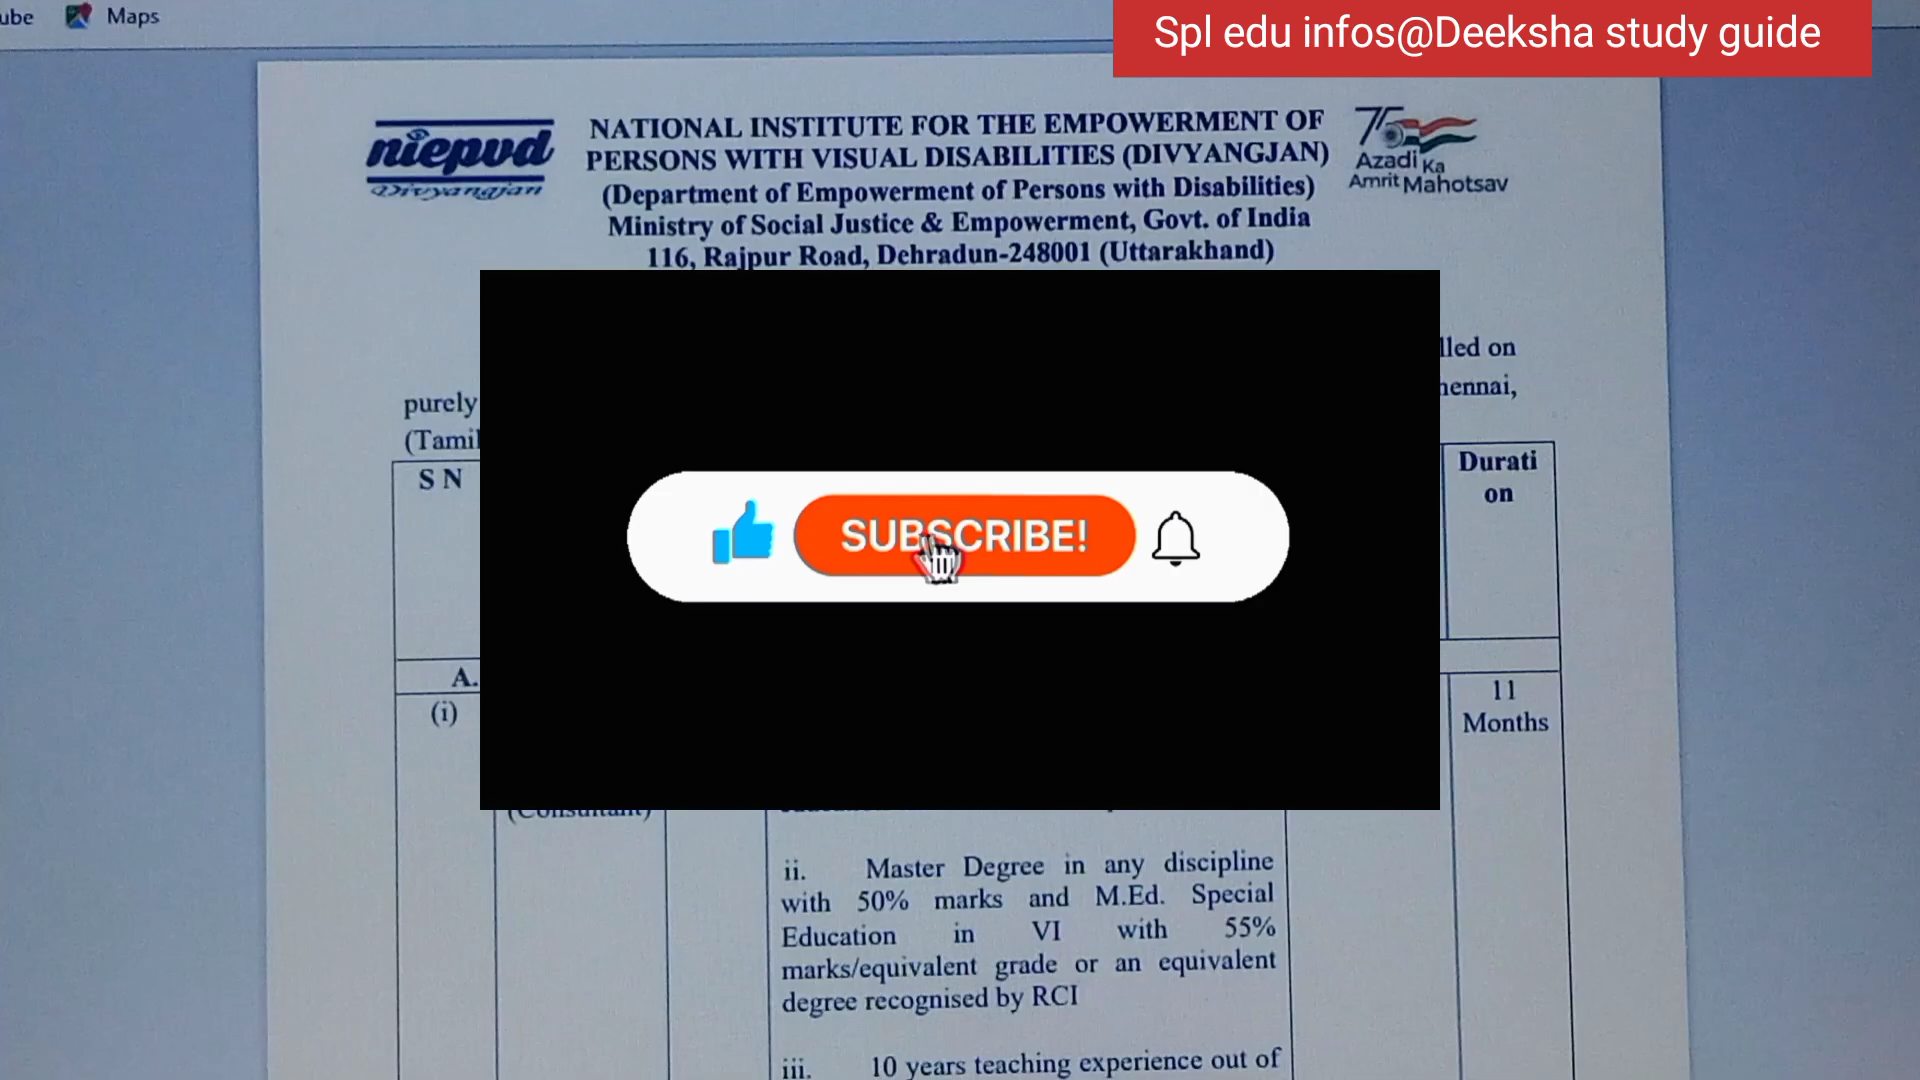 ube Maps
Spl edu infos@Deeksha study guide
niepvd
Divyangjan
NATIONAL INSTITUTE FOR THE EMPOWERMENT OF
PERSONS WITH VISUAL DISABILITIES (DIVYANGJAN)
(Department of Empowerment of Persons with Disabilities)
Ministry of Social Justice & Empowerment, Govt. of India
116, Rajpur Road, Dehradun-248001 (Uttarakhand)
75
Azadi Ka
Amrit Mahotsav
lled on
purely
hennai,
(Tamil
S N
Durati
on
SUBSCRIBE!
A.
(i)
11
Months
(Consultant)
ii. Master Degree in any discipline
with 50% marks and M.Ed. Special
Education in VI with 55%
marks/equivalent grade or an equivalent
degree recognised by RCI
iii. 10 years teaching experience out of